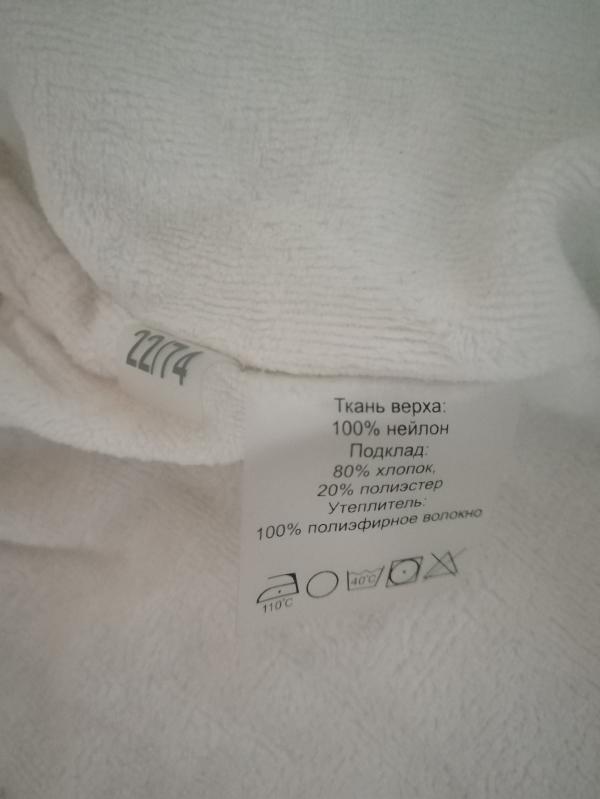 22/74
Ткань верха:
100% нейлон
Подклад:
80% хлопок,
20% полиэстер
Утеплитель:
100% полиэфирное волокно
40°C
110°C